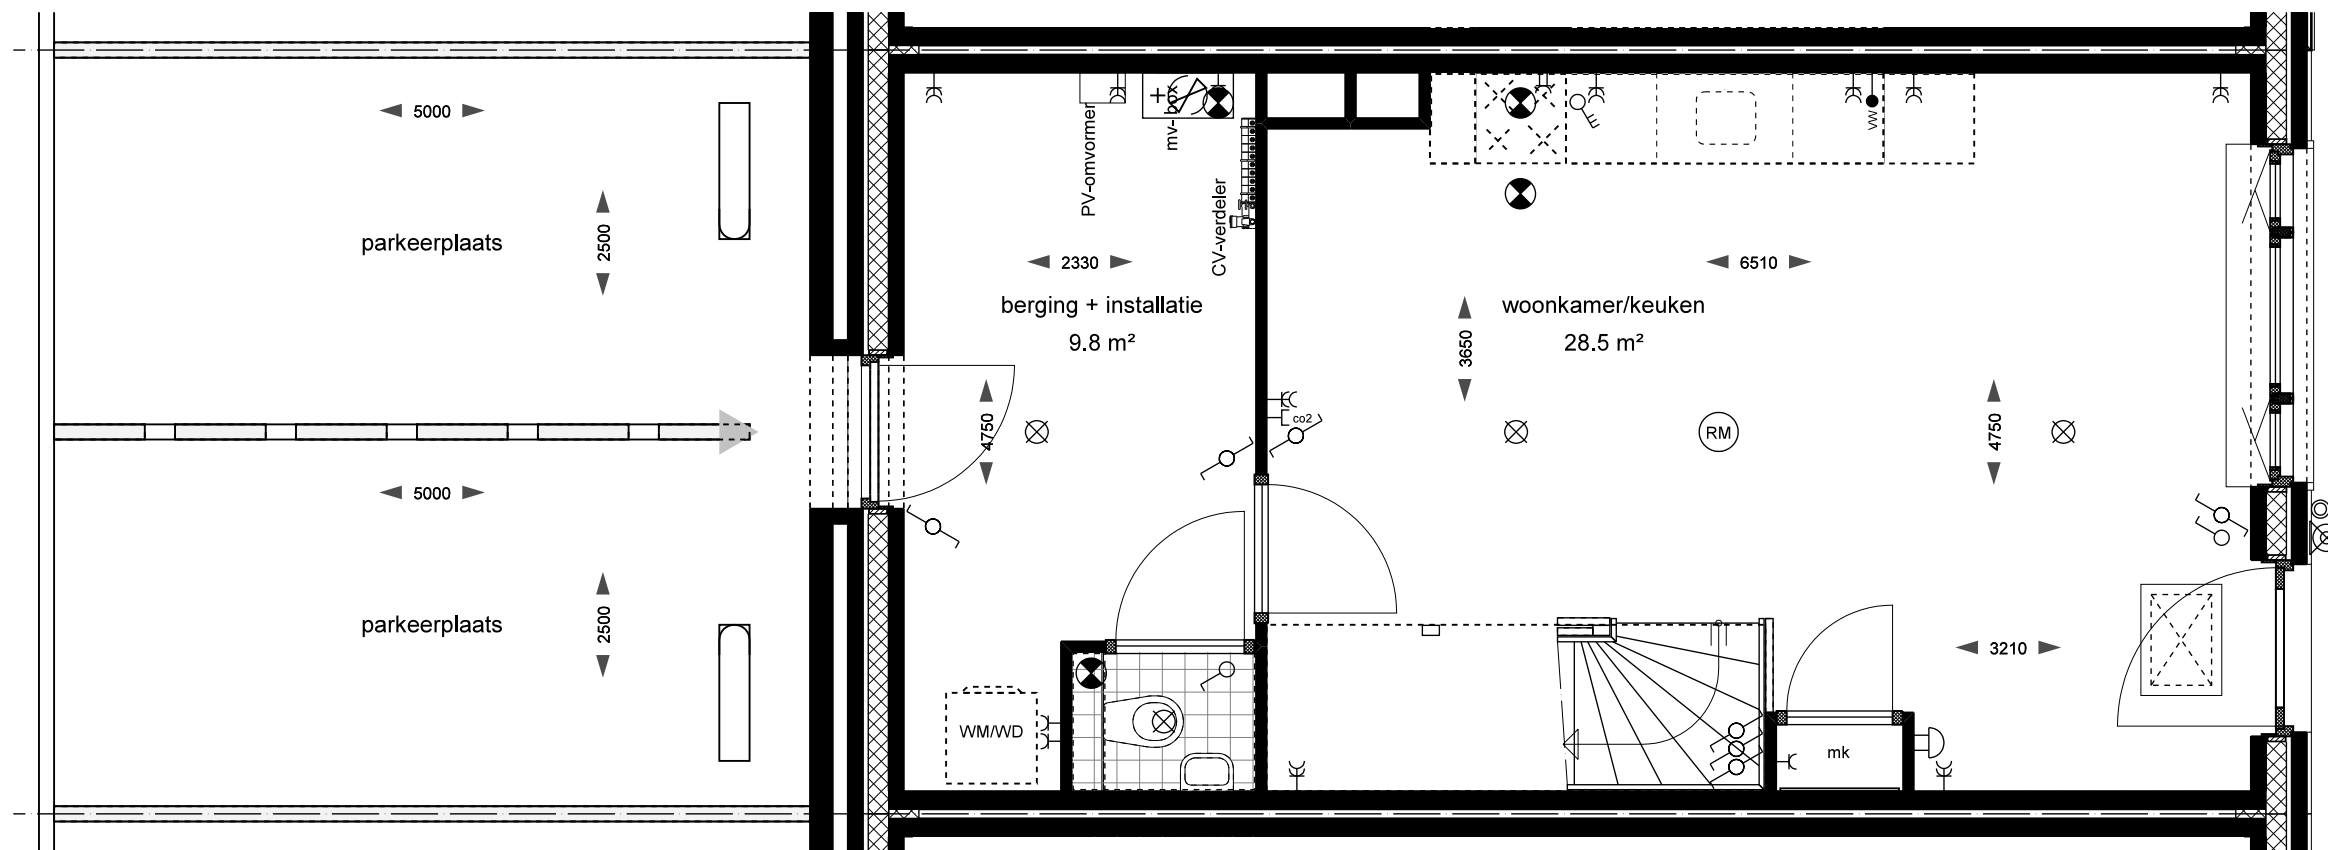 5000
2500
parkeerplaats
5000
2500
parkeerplaats
PV-omvormer
mv-box
CV-verdeler
2330
berging + installatie
9.8 m²
4750
WM/WD
co2
VWV
6510
woonkamer/keuken
28.5 m²
3650
RM
4750
3210
mk